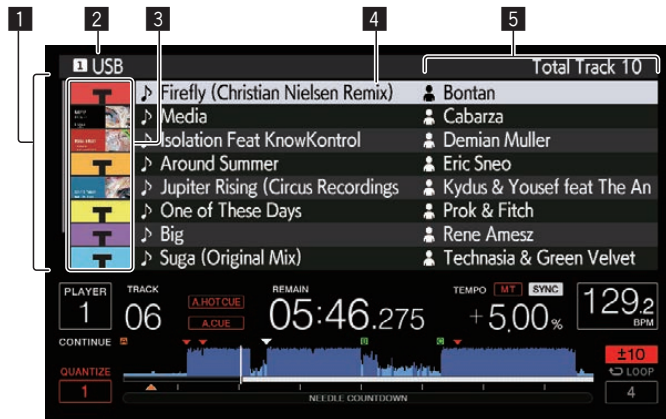 1 2 3 4 5
1 USB Total Track 10
Firefly (Christian Nielsen Remix) Bontan
Media Cabarza
Isolation Feat KnowKontrol Demian Muller
Around Summer Eric Sneo
Jupiter Rising (Circus Recordings Kydus & Yousef feat The An
One of These Days Prok & Fitch
Big Rene Amesz
Suga (Original Mix) Technasia & Green Velvet
PLAYER TRACK REMAIN TEMPO MT SYNC
1 06 A.HOTCUE A.CUE 05:46.275 +5.00% 129.2 BPM
CONTINUE A B C
QUANTIZE ±10
LOOP
1 NEEDLE COUNTDOWN 4